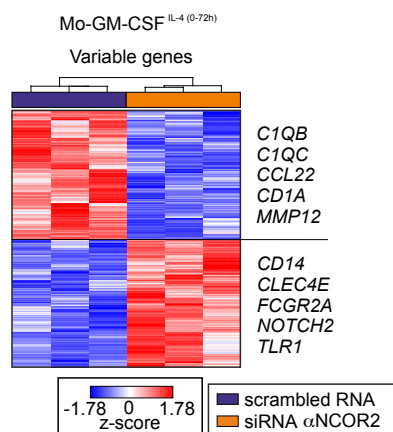 Mo-GM-CSF IL-4 (0-72h)
Variable genes
C1QB
C1QC
CCL22
CD1A
MMP12
CD14
CLEC4E
FCGR2A
NOTCH2
TLR1
-1.78 0 1.78
z-score
scrambled RNA
siRNA αNCOR2